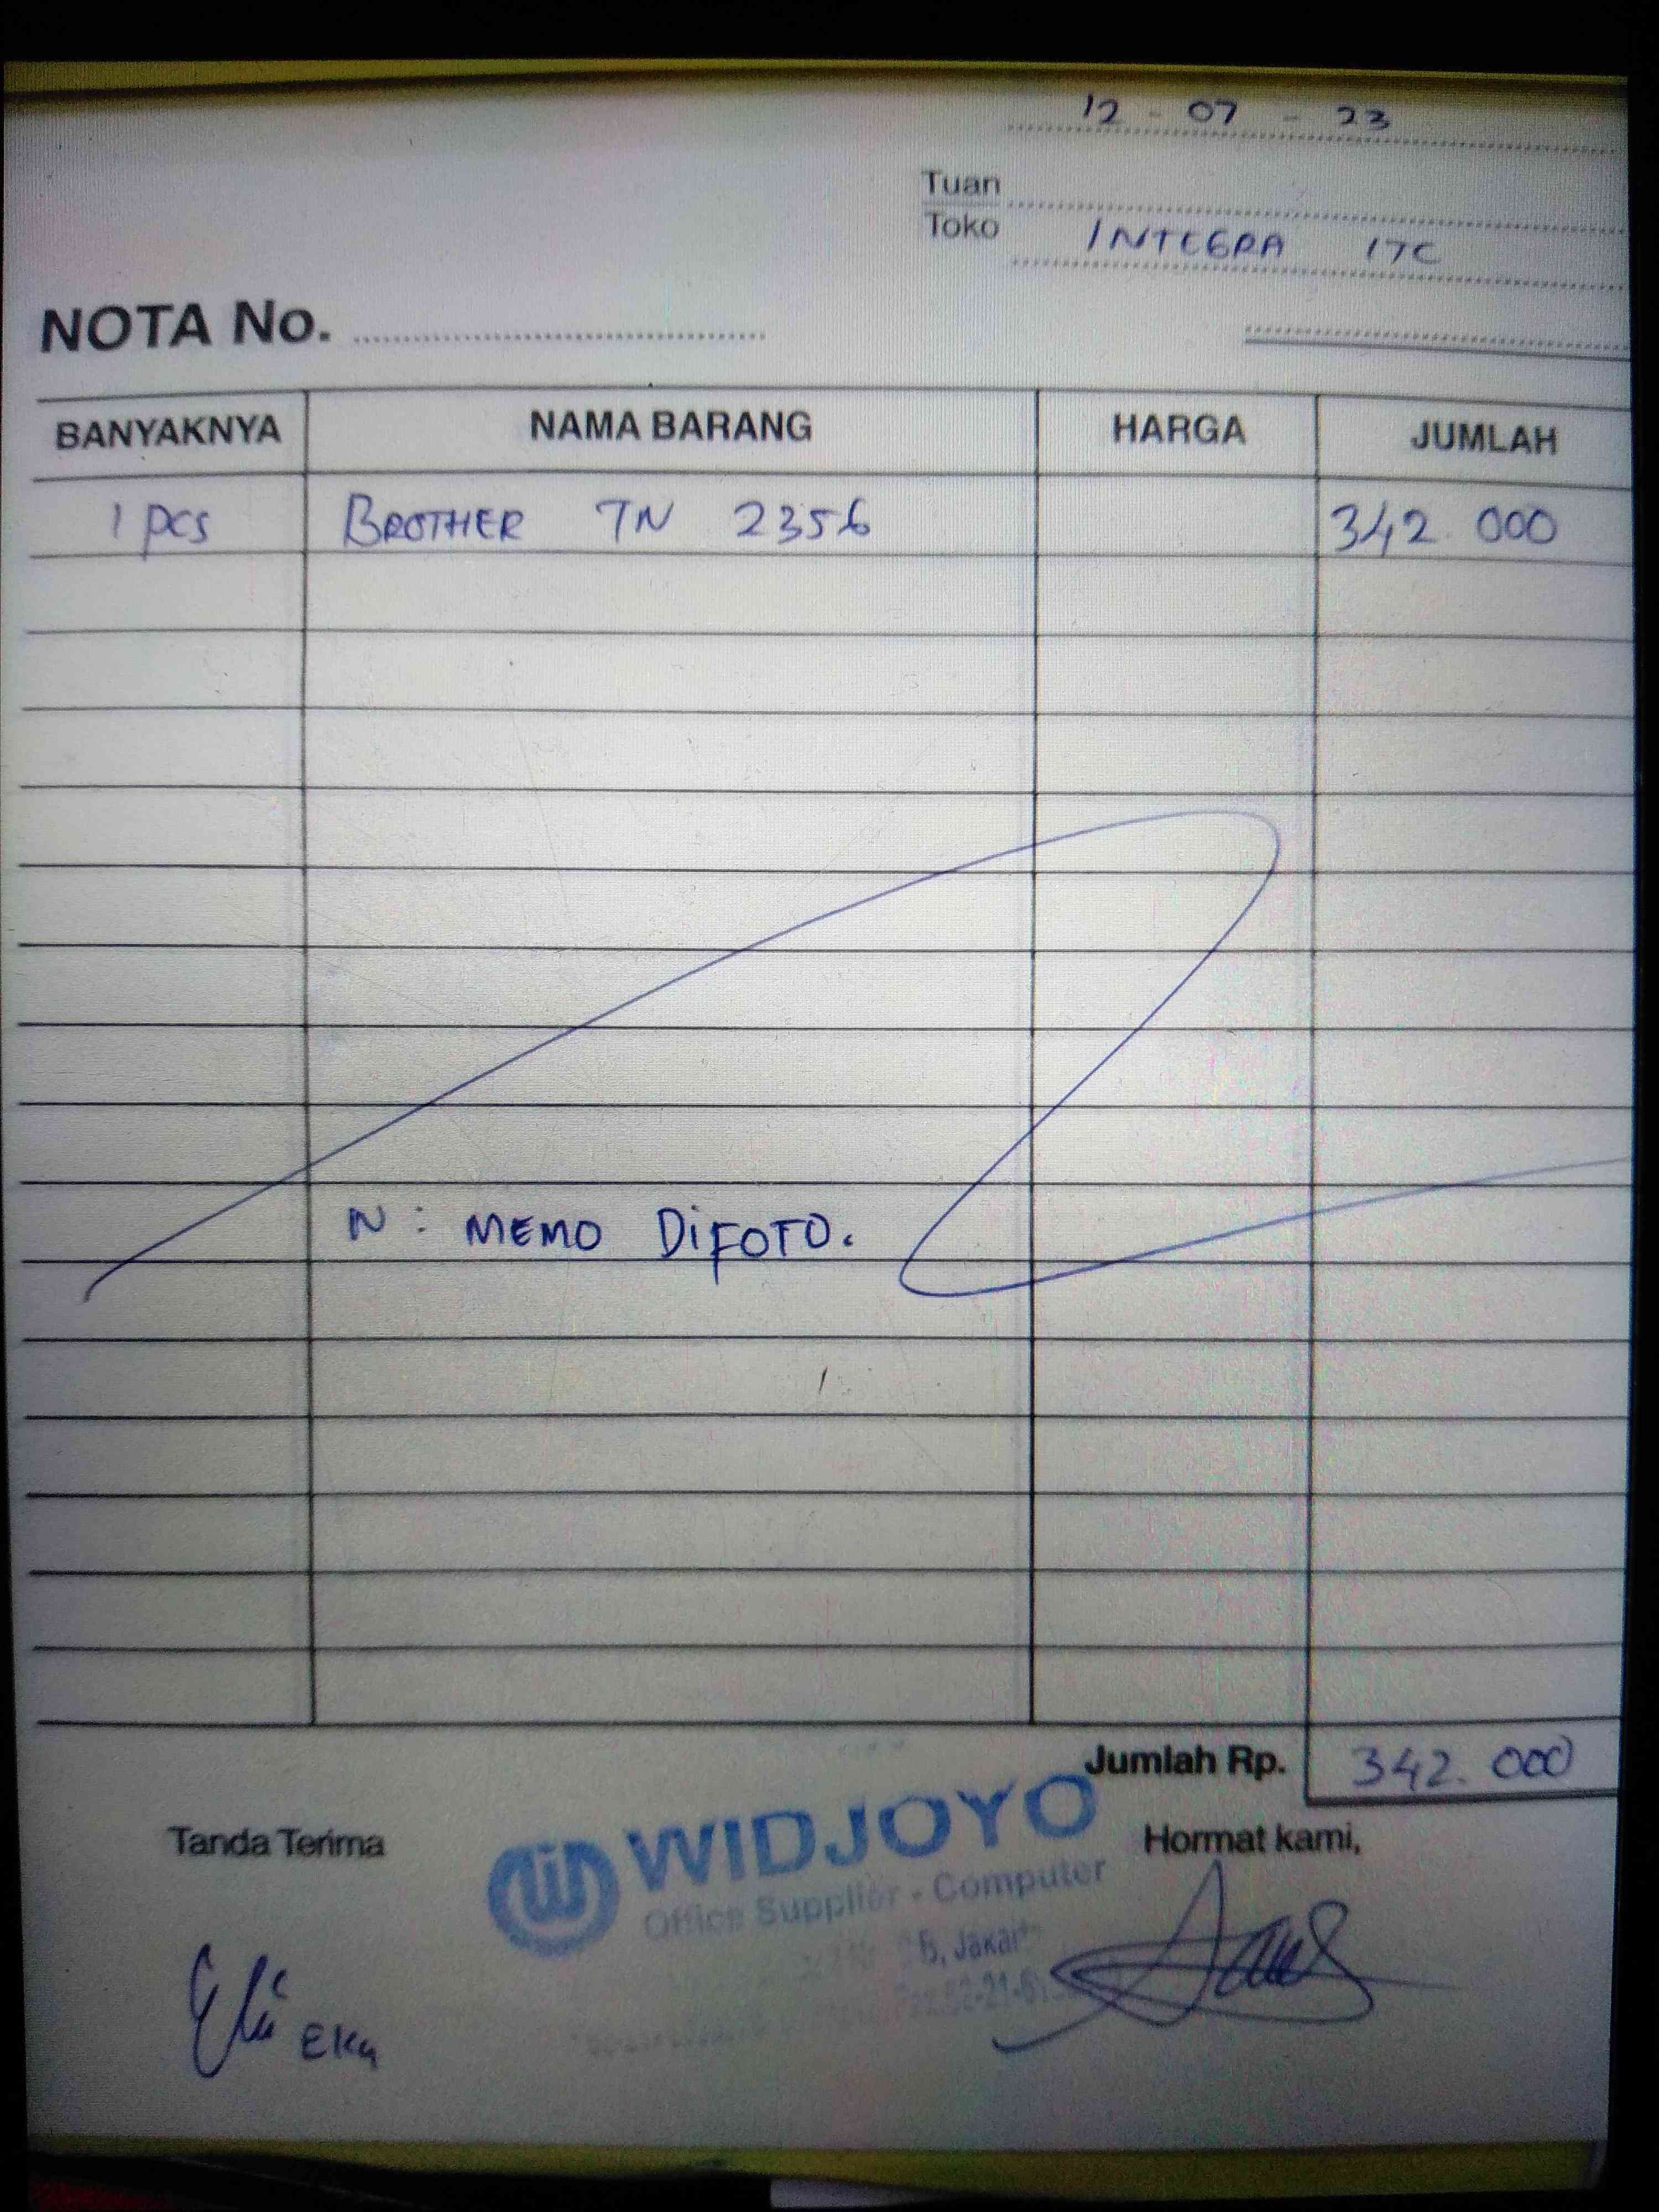 12 - 07 - 23
Tuan
Toko INTEGRA ITC
NOTA No.
BANYAKNYA NAMA BARANG HARGA JUMLAH
1 pcs BROTHER TN 2356 342.000
N : MEMO DIFOTO.
Jumlah Rp. 342.000
Tanda Terima
WIDJOYO
Hormat kami,
Office Supplier - Computer
Eka